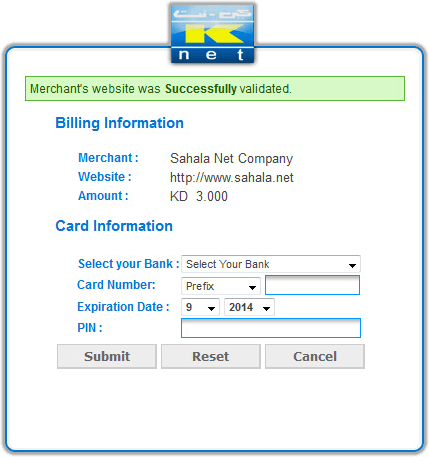 كي-نت
K
net
Merchant's website was Successfully validated.
Billing Information
Merchant : Sahala Net Company
Website : http://www.sahala.net
Amount : KD 3.000
Card Information
Select your Bank : Select Your Bank
Card Number: Prefix
Expiration Date : 9 2014
PIN :
Submit Reset Cancel